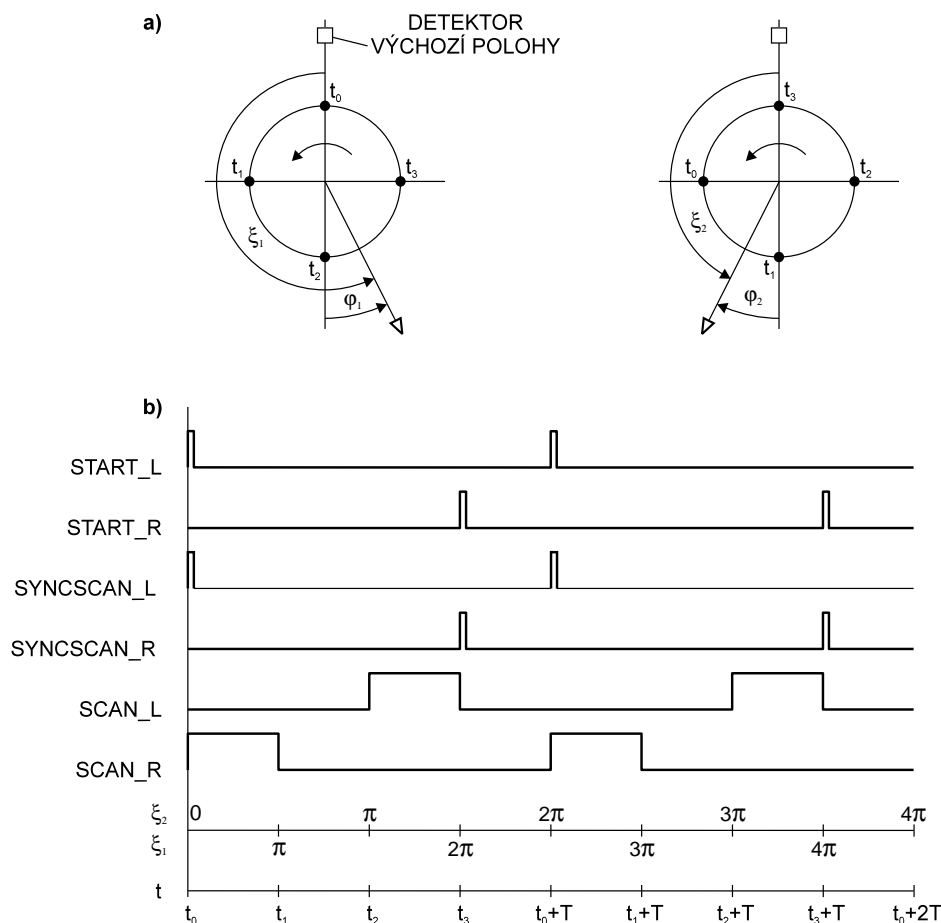 a)
DETEKTOR
VÝCHOZÍ POLOHY
t₀
t₁
t₃
ξ₁
t₂
φ₁
t₃
t₀
t₂
ξ₂
t₁
φ₂
b)
START_L
START_R
SYNCSCAN_L
SYNCSCAN_R
SCAN_L
SCAN_R
ξ₂ 0 π 2π 3π 4π
ξ₁ π 2π 3π 4π
t t₀ t₁ t₂ t₃ t₀+T t₁+T t₂+T t₃+T t₀+2T